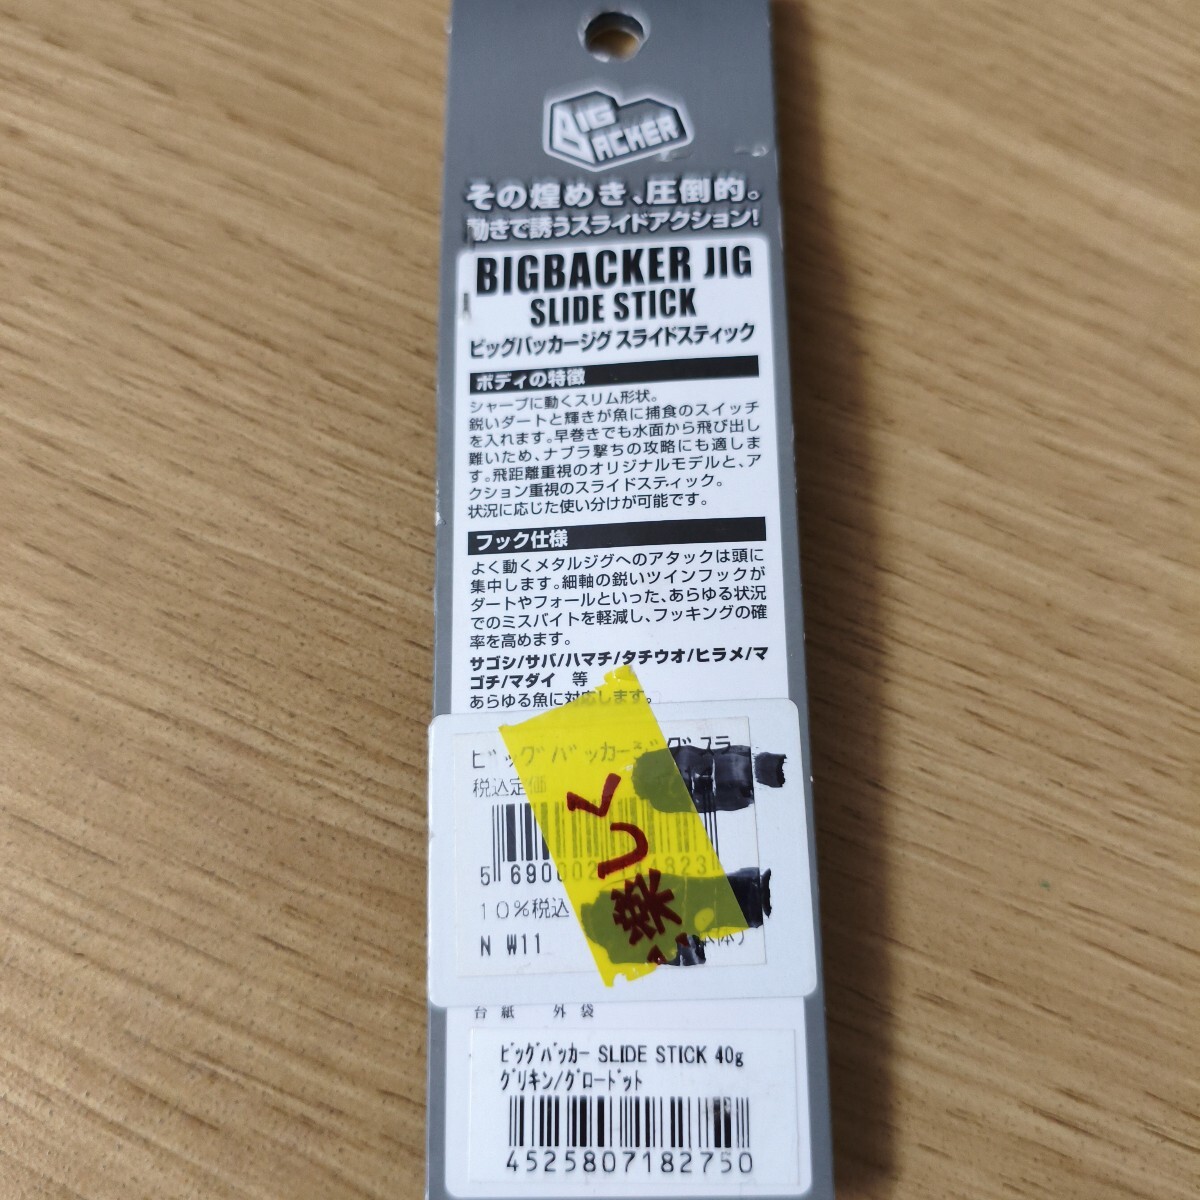 BIG
BACKER
その煌めき、圧倒的。
動きで誘うスライドアクション!
BIGBACKER JIG
SLIDE STICK
ビッグバッカージグ スライドスティック
ボディの特徴
シャープに動くスリム形状。
鋭いダートと輝きが魚に捕食のスイッチ
を入れます。早巻きでも水面から飛び出し
難いため、ナブラ撃ちの攻略にも適しま
す。飛距離重視のオリジナルモデルと、ア
クション重視のスライドスティック。
状況に応じた使い分けが可能です。
フック仕様
よく動くメタルジグへのアタックは頭に
集中します。細軸の鋭いツインフックが
ダートやフォールといった、あらゆる状況
でのミスバイトを軽減し、フッキングの確
率を高めます。
サゴシ/サバ/ハマチ/タチウオ/ヒラメ/マ
ゴチ/マダイ 等
あらゆる魚に対応します。
ビッグバッカージグ スラ
税込定価
10%税込
N W11
楽しく
台紙 外袋
ﾋﾞｯｸﾞﾊﾞｯｶｰ SLIDE STICK 40g
ｸﾞﾘｷﾝ/ｸﾞﾛｰﾄﾞｯﾄ
4525807182750